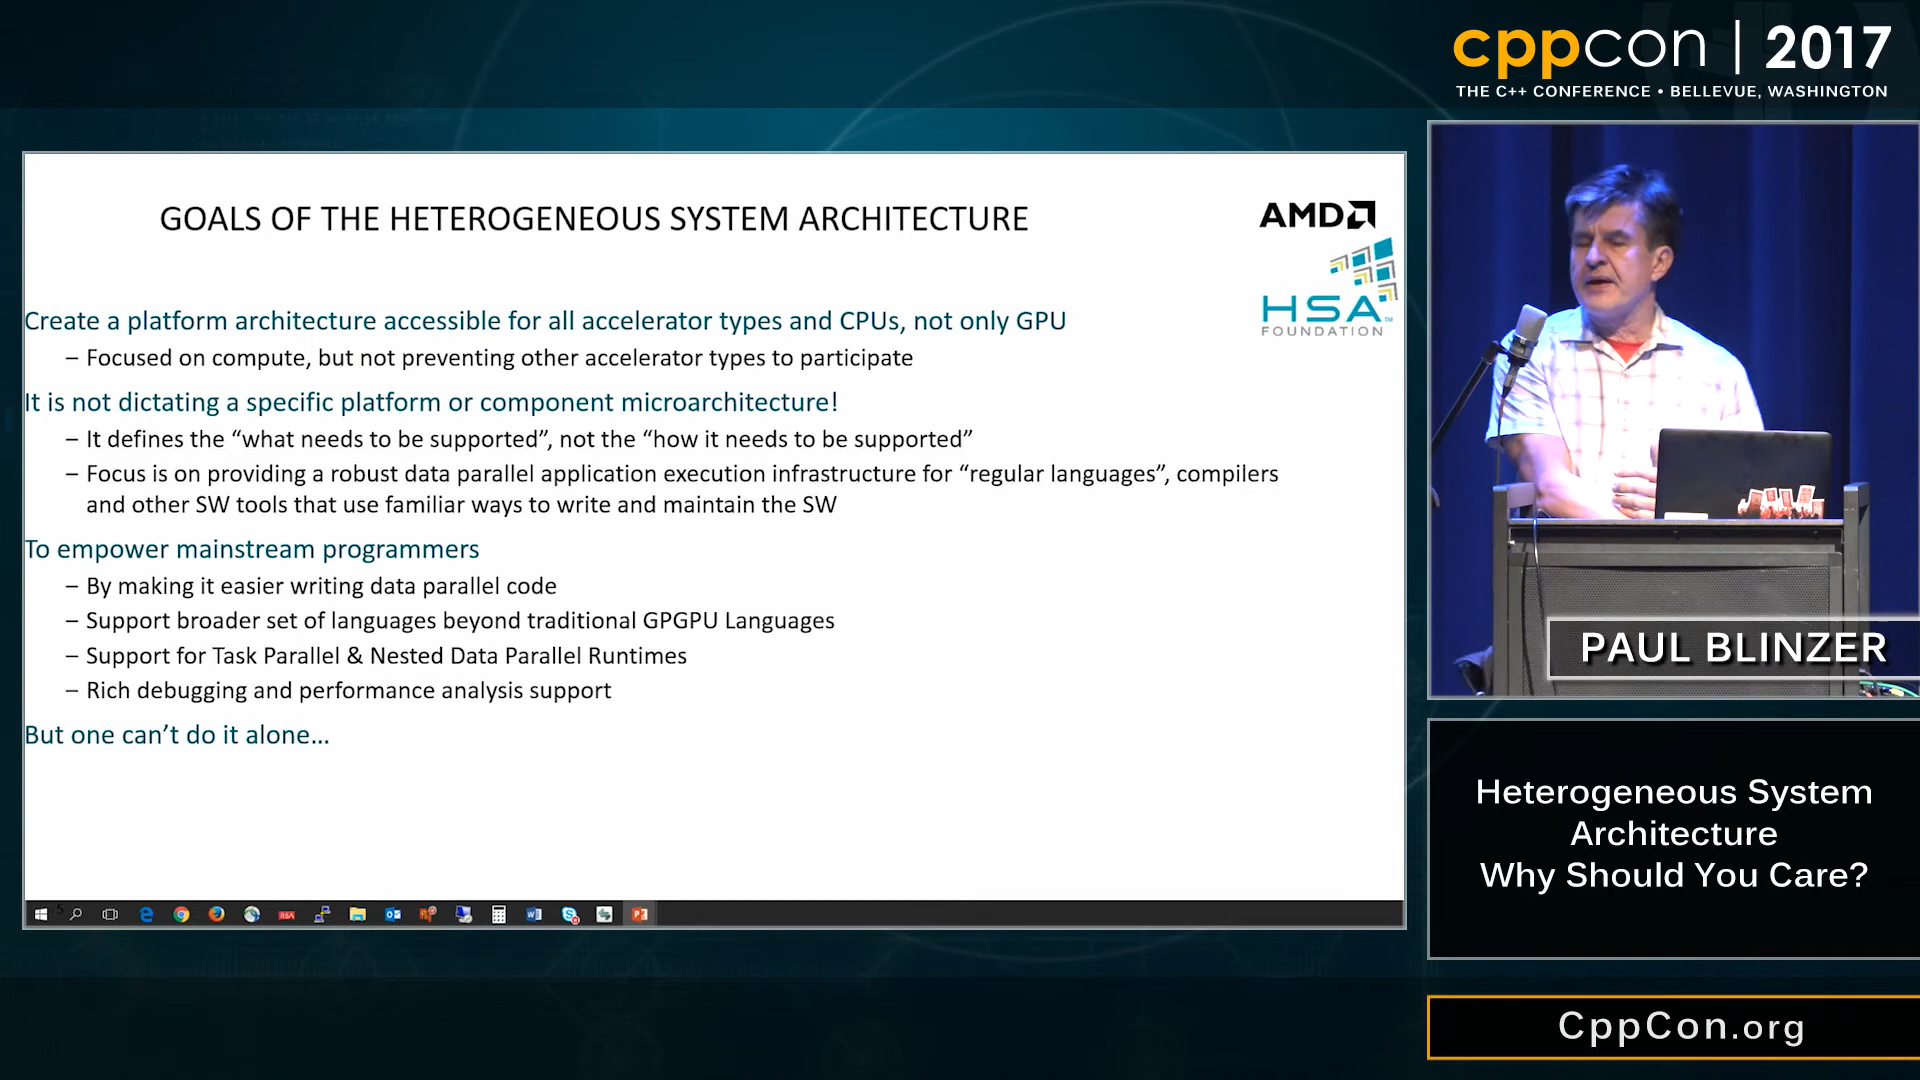 cppcon | 2017
THE C++ CONFERENCE • BELLEVUE, WASHINGTON
GOALS OF THE HETEROGENEOUS SYSTEM ARCHITECTURE
AMD
HSA™
FOUNDATION
Create a platform architecture accessible for all accelerator types and CPUs, not only GPU
– Focused on compute, but not preventing other accelerator types to participate
It is not dictating a specific platform or component microarchitecture!
– It defines the “what needs to be supported”, not the “how it needs to be supported”
– Focus is on providing a robust data parallel application execution infrastructure for “regular languages”, compilers
and other SW tools that use familiar ways to write and maintain the SW
To empower mainstream programmers
– By making it easier writing data parallel code
– Support broader set of languages beyond traditional GPGPU Languages
– Support for Task Parallel & Nested Data Parallel Runtimes
– Rich debugging and performance analysis support
But one can’t do it alone…
5
PAUL BLINZER
Heterogeneous System
Architecture
Why Should You Care?
CppCon.org